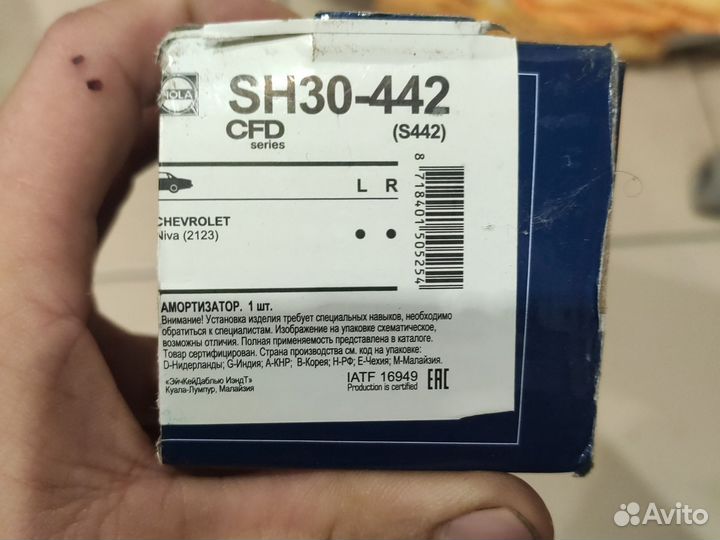 IOLA
SH30-442
CFD
series
(S442)
L R
CHEVROLET
Niva (2123)
8 718401 505254
АМОРТИЗАТОР. 1 шт.
Внимание! Установка изделия требует специальных навыков, необходимо
обратиться к специалистам. Изображение на упаковке схематическое,
возможны отличия. Полная применяемость представлена в каталоге.
Товар сертифицирован. Страна производства см. код на упаковке:
D-Нидерланды; G-Индия; A-КНР; B-Корея; H-РФ; E-Чехия; M-Малайзия.
«ЭйчКейДаблью ИэндТ»
Куала-Лумпур, Малайзия
IATF 16949
Production is certified
EAC
Avito